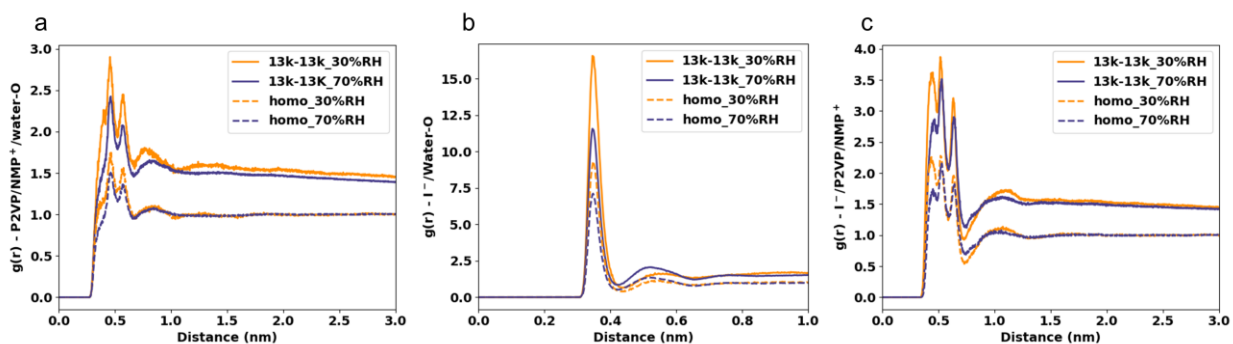 a
g(r) - P2VP/NMP⁺/water-O
3.0
2.5
2.0
1.5
1.0
0.5
0.0
13k-13k_30%RH
13k-13K_70%RH
homo_30%RH
homo_70%RH
0.0 0.5 1.0 1.5 2.0 2.5 3.0
Distance (nm)
b
g(r) - I⁻/Water-O
15.0
12.5
10.0
7.5
5.0
2.5
0.0
13k-13k_30%RH
13k-13k_70%RH
homo_30%RH
homo_70%RH
0.0 0.2 0.4 0.6 0.8 1.0
Distance (nm)
c
g(r) - I⁻/P2VP/NMP⁺
4.0
3.5
3.0
2.5
2.0
1.5
1.0
0.5
0.0
13k-13k_30%RH
13k-13k_70%RH
homo_30%RH
homo_70%RH
0.0 0.5 1.0 1.5 2.0 2.5 3.0
Distance (nm)